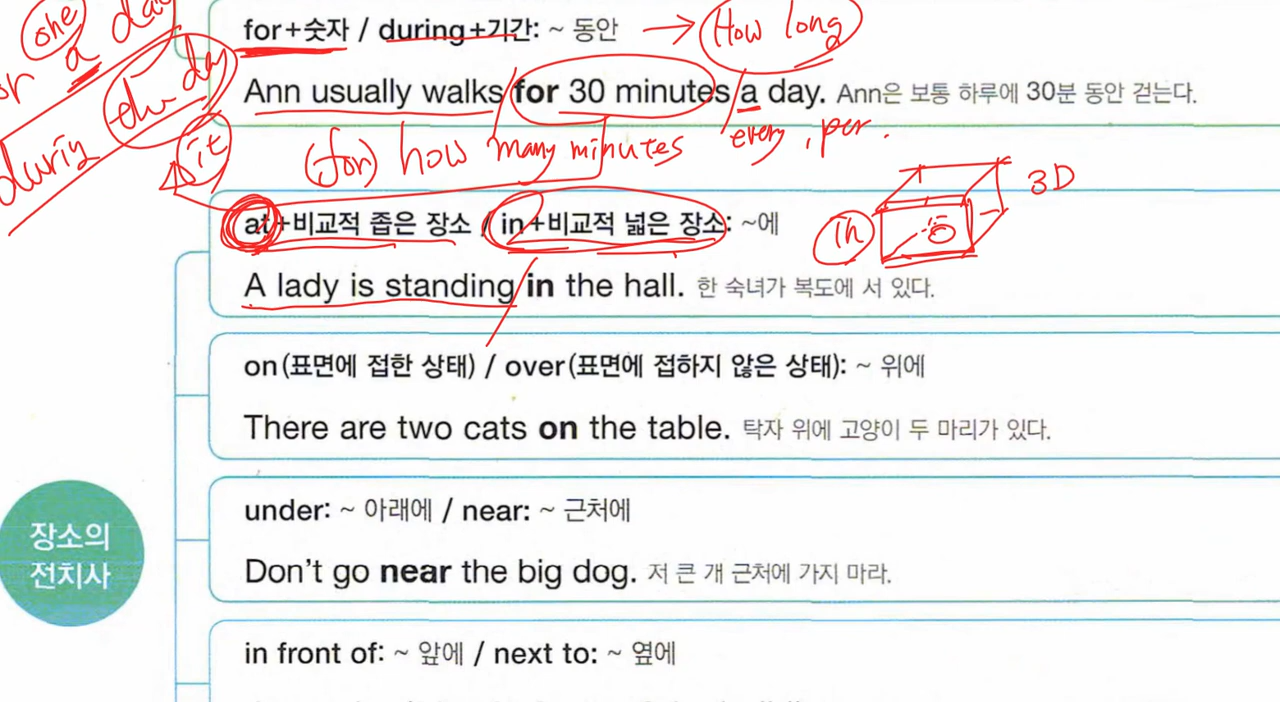 one
or a day
for+숫자 / during+기간: ~ 동안 → How long
during the day
Ann usually walks for 30 minutes a day. Ann은 보통 하루에 30분 동안 걷는다.
it
(for) how many minutes every, per.
at+비교적 좁은 장소 / in+비교적 넓은 장소: ~에
in
3D
A lady is standing in the hall. 한 숙녀가 복도에 서 있다.
on(표면에 접한 상태) / over(표면에 접하지 않은 상태): ~ 위에
There are two cats on the table. 탁자 위에 고양이 두 마리가 있다.
장소의
전치사
under: ~ 아래에 / near: ~ 근처에
Don’t go near the big dog. 저 큰 개 근처에 가지 마라.
in front of: ~ 앞에 / next to: ~ 옆에